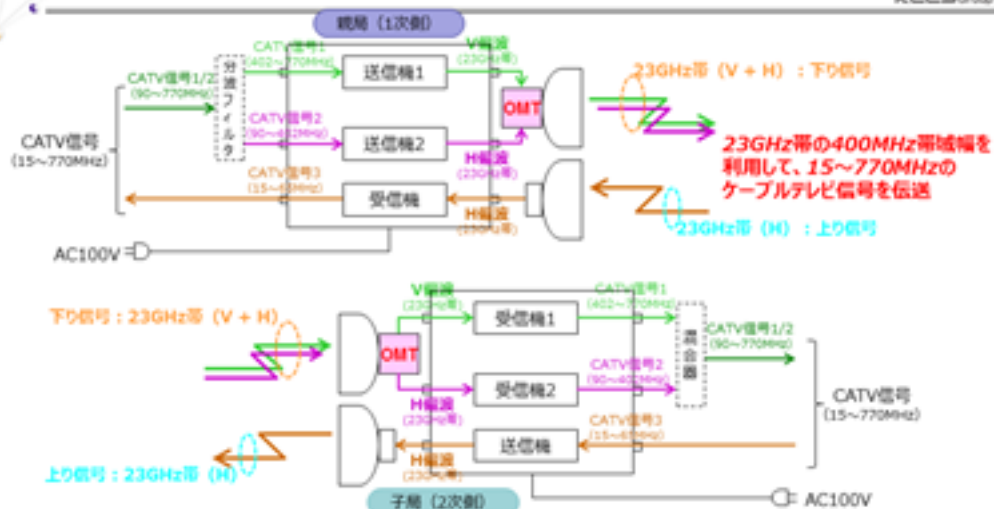 親局（1次側）
CATV信号1
(402～770MHz)
V偏波
(23GHz帯)
CATV信号1/2
(90～770MHz)
分波フィルタ
送信機1
OMT
23GHz帯（V + H）：下り信号
CATV信号
(15～770MHz)
CATV信号2
送信機2
H偏波
(23GHz帯)
23GHz帯の400MHz帯域幅を
利用して、15～770MHzの
ケーブルテレビ信号を伝送
CATV信号3
受信機
H偏波
(23GHz帯)
23GHz帯（H）：上り信号
AC100V
下り信号：23GHz帯（V + H）
V偏波
(23GHz帯)
受信機1
CATV信号1
(402～770MHz)
混合器
CATV信号1/2
(90～770MHz)
OMT
受信機2
CATV信号2
H偏波
(23GHz帯)
CATV信号
(15～770MHz)
送信機
CATV信号3
H偏波
(23GHz帯)
上り信号：23GHz帯（H）
子局（2次側）
AC100V